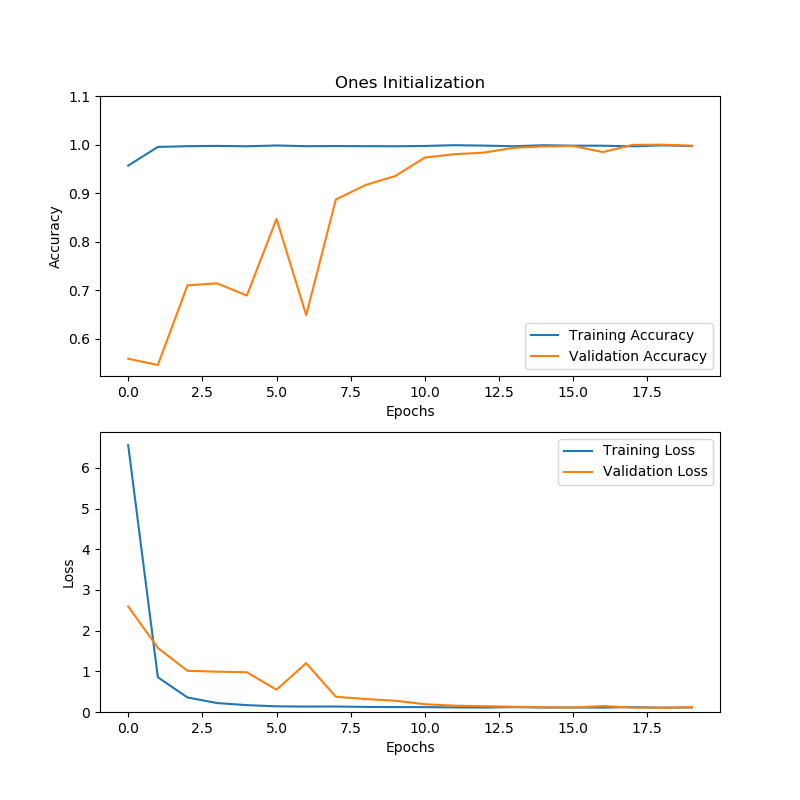 Ones Initialization
1.1
1.0
0.9
0.8
0.7
0.6
Accuracy
Training Accuracy
Validation Accuracy
0.0 2.5 5.0 7.5 10.0 12.5 15.0 17.5
Epochs
6
5
4
3
2
1
0
Loss
Training Loss
Validation Loss
0.0 2.5 5.0 7.5 10.0 12.5 15.0 17.5
Epochs